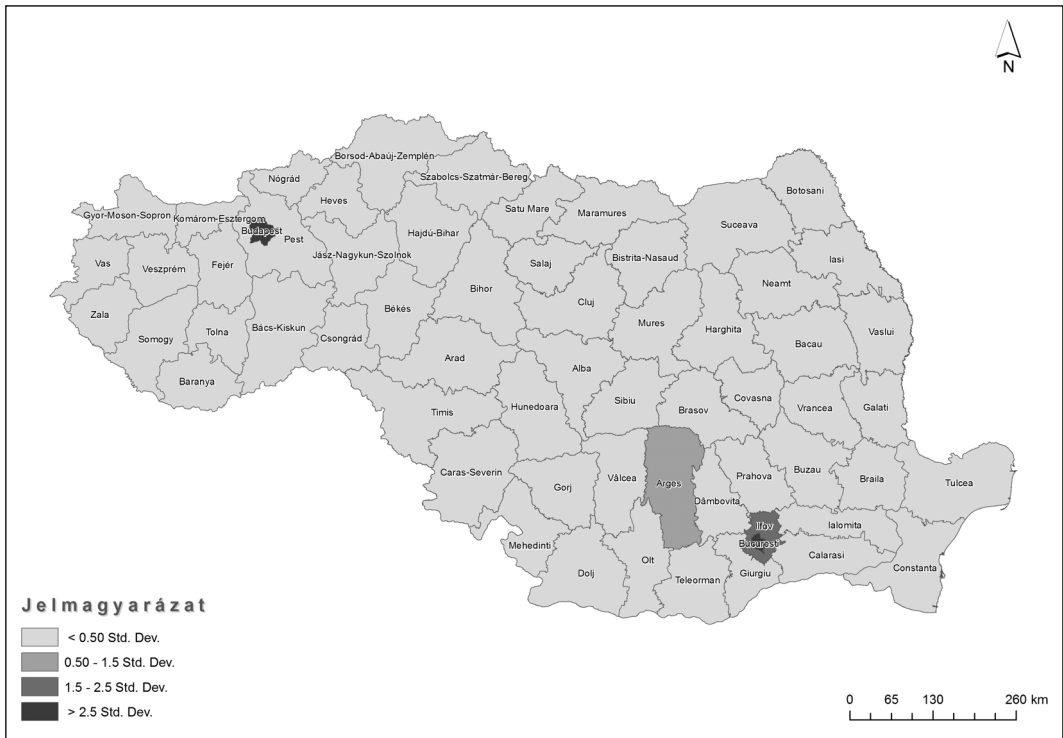 N
Borsod-Abaúj-Zemplén
Szabolcs-Szatmár-Bereg
Nógrád
Heves
Botosani
Satu Mare
Maramures
Gyor-Moson-Sopron
Komárom-Esztergom
Suceava
Budapest
Pest
Hajdú-Bihar
Jász-Nagykun-Szolnok
Bistrita-Nasaud
Iasi
Vas
Veszprém
Fejér
Salaj
Neamt
Bihor
Cluj
Zala
Somogy
Tolna
Bács-Kiskun
Békés
Csongrád
Mures
Harghita
Vaslui
Bacau
Arad
Alba
Baranya
Timis
Hunedoara
Sibiu
Brasov
Covasna
Vrancea
Galati
Caras-Severin
Gorj
Vâlcea
Arges
Dâmbovita
Prahova
Buzau
Braila
Tulcea
Ilfov
Ialomita
Bucuresti
Mehedinti
Dolj
Olt
Teleorman
Giurgiu
Calarasi
Constanta
Jelmagyarázat
< 0.50 Std. Dev.
0.50 - 1.5 Std. Dev.
1.5 - 2.5 Std. Dev.
> 2.5 Std. Dev.
0 65 130 260 km